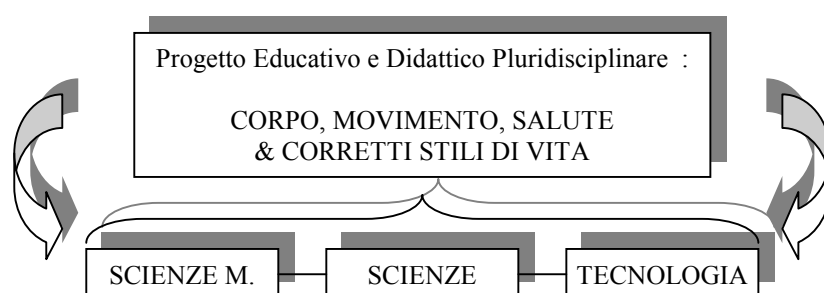 Progetto Educativo e Didattico Pluridisciplinare :
CORPO, MOVIMENTO, SALUTE
& CORRETTI STILI DI VITA
SCIENZE M.
SCIENZE
TECNOLOGIA